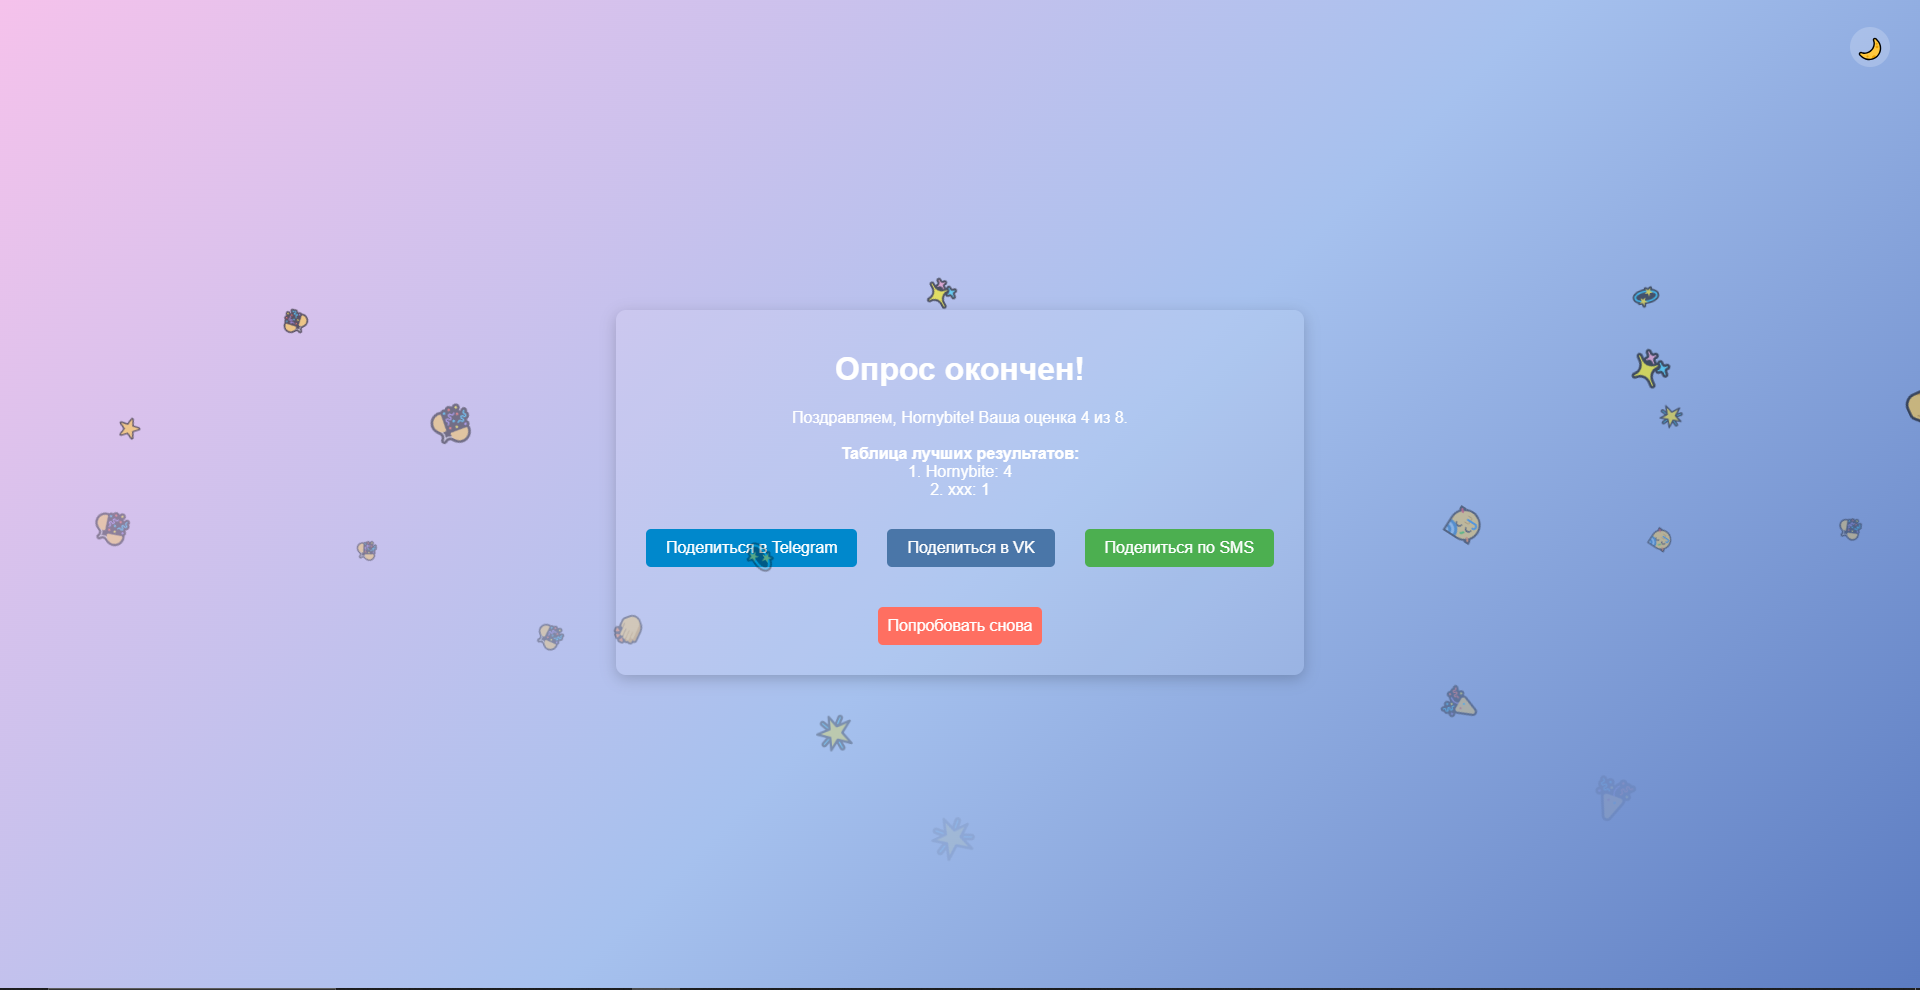 Опрос окончен!
Поздравляем, Hornybite! Ваша оценка 4 из 8.
Таблица лучших результатов:
1. Hornybite: 4
2. xxx: 1
Поделиться в Telegram
Поделиться в VK
Поделиться по SMS
Попробовать снова